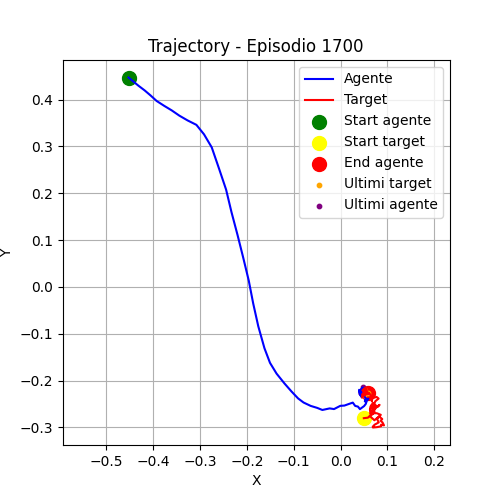 Trajectory - Episodio 1700
Agente
Target
Start agente
Start target
End agente
Ultimi target
Ultimi agente
0.4
0.3
0.2
0.1
0.0
−0.1
−0.2
−0.3
Y
−0.5
−0.4
−0.3
−0.2
−0.1
0.0
0.1
0.2
X